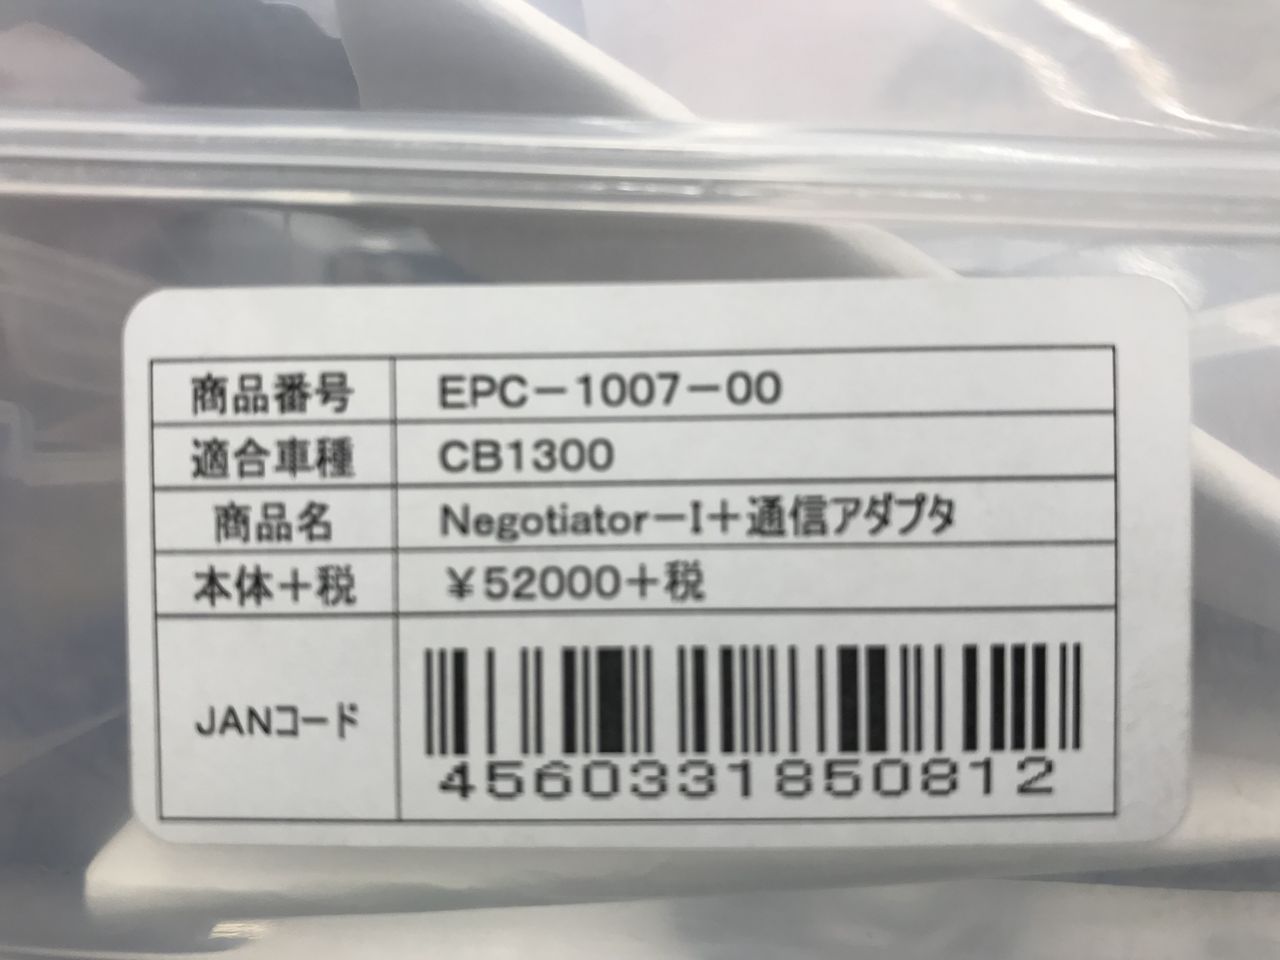 商品番号 EPC－1007－00
適合車種 CB1300
商品名 Negotiator－I＋通信アダプタ
本体＋税 ￥52000＋税
JANコード
4560331850812